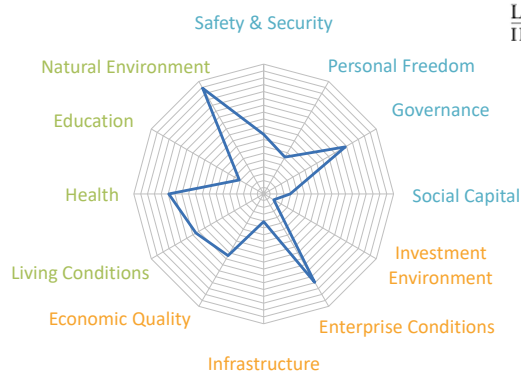 Safety & Security
Natural Environment
Personal Freedom
Education
Governance
Health
Social Capital
Living Conditions
Investment
Environment
Economic Quality
Enterprise Conditions
Infrastructure